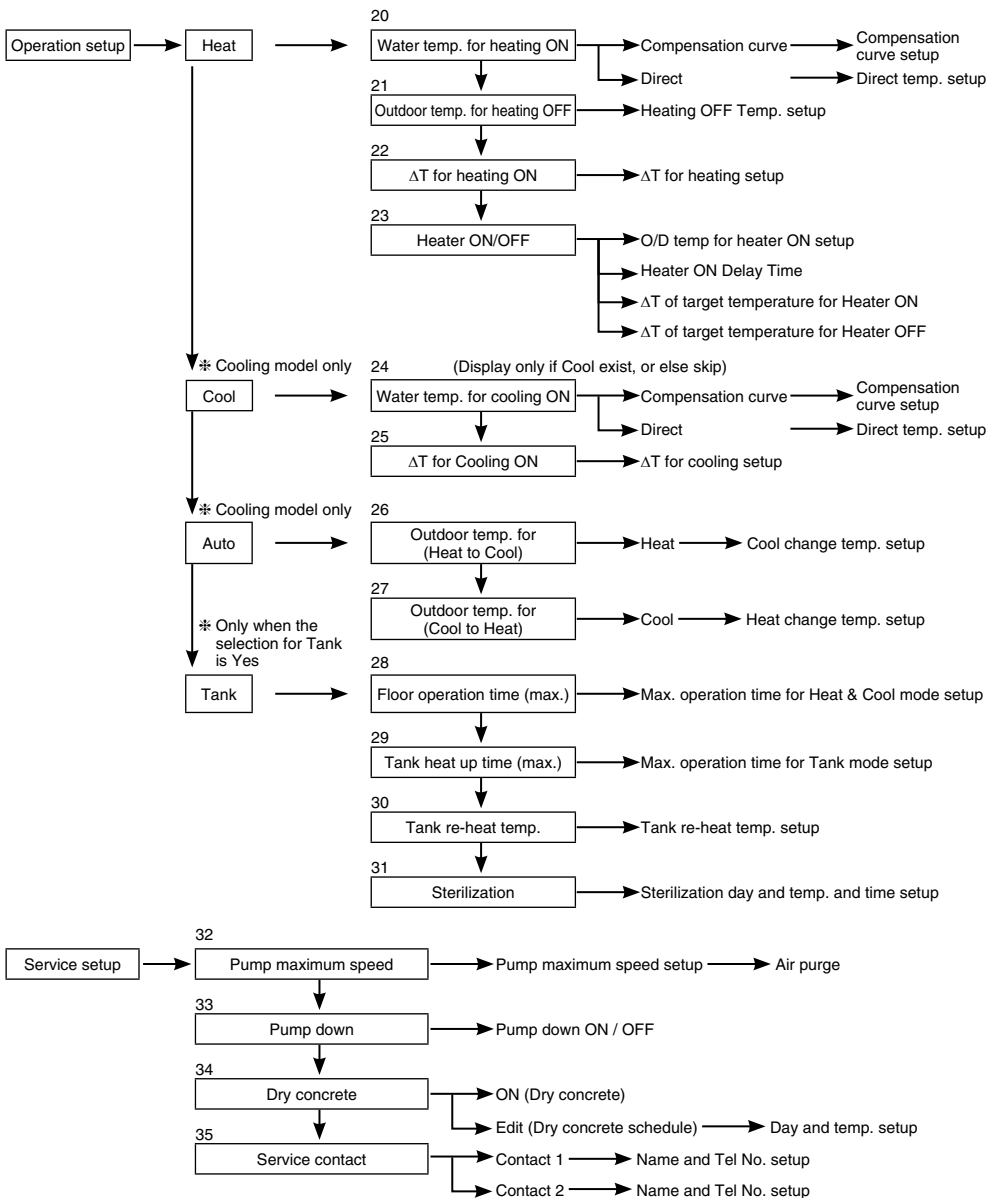 20
Operation setup
Heat
Water temp. for heating ON
Compensation curve
Compensation
curve setup
Direct
Direct temp. setup
21
Outdoor temp. for heating OFF
Heating OFF Temp. setup
22
ΔT for heating ON
ΔT for heating setup
23
Heater ON/OFF
O/D temp for heater ON setup
Heater ON Delay Time
ΔT of target temperature for Heater ON
ΔT of target temperature for Heater OFF
❈ Cooling model only
24
(Display only if Cool exist, or else skip)
Cool
Water temp. for cooling ON
Compensation curve
Compensation
curve setup
Direct
Direct temp. setup
25
ΔT for Cooling ON
ΔT for cooling setup
❈ Cooling model only
26
Auto
Outdoor temp. for
(Heat to Cool)
Heat
Cool change temp. setup
27
Outdoor temp. for
(Cool to Heat)
Cool
Heat change temp. setup
❈ Only when the
selection for Tank
is Yes
28
Tank
Floor operation time (max.)
Max. operation time for Heat & Cool mode setup
29
Tank heat up time (max.)
Max. operation time for Tank mode setup
30
Tank re-heat temp.
Tank re-heat temp. setup
31
Sterilization
Sterilization day and temp. and time setup
32
Service setup
Pump maximum speed
Pump maximum speed setup
Air purge
33
Pump down
Pump down ON / OFF
34
Dry concrete
ON (Dry concrete)
Edit (Dry concrete schedule)
Day and temp. setup
35
Service contact
Contact 1
Name and Tel No. setup
Contact 2
Name and Tel No. setup